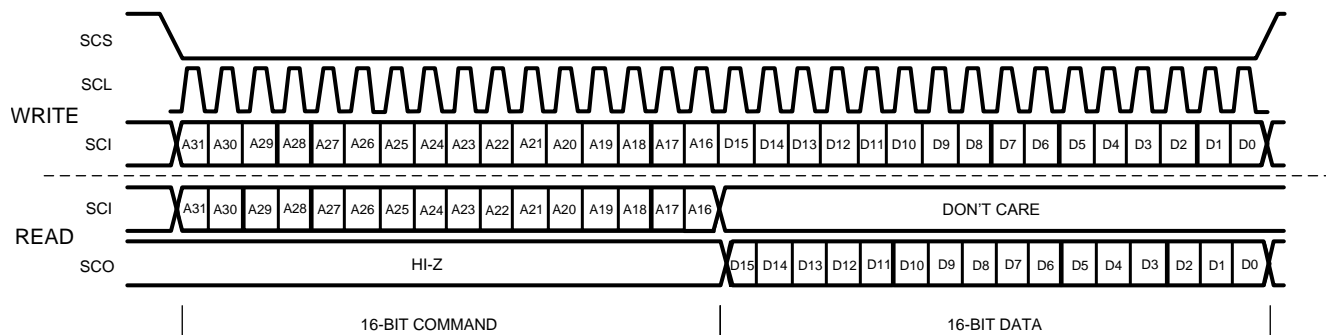 SCS
SCL
WRITE
SCI A31 A30 A29 A28 A27 A26 A25 A24 A23 A22 A21 A20 A19 A18 A17 A16 D15 D14 D13 D12 D11 D10 D9 D8 D7 D6 D5 D4 D3 D2 D1 D0
SCI A31 A30 A29 A28 A27 A26 A25 A24 A23 A22 A21 A20 A19 A18 A17 A16 DON'T CARE
READ
SCO HI-Z D15 D14 D13 D12 D11 D10 D9 D8 D7 D6 D5 D4 D3 D2 D1 D0
16-BIT COMMAND 16-BIT DATA